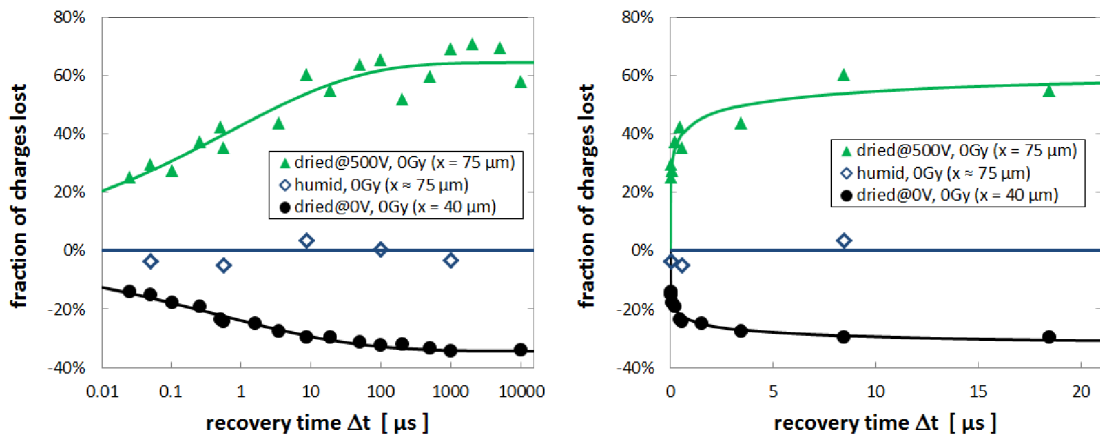 fraction of charges lost
80%
60%
40%
20%
0%
-20%
-40%
dried@500V, 0Gy (x = 75 µm)
humid, 0Gy (x ≈ 75 µm)
dried@0V, 0Gy (x = 40 µm)
0.01 0.1 1 10 100 1000 10000
recovery time Δt [ µs ]
fraction of charges lost
80%
60%
40%
20%
0%
-20%
-40%
dried@500V, 0Gy (x = 75 µm)
humid, 0Gy (x ≈ 75 µm)
dried@0V, 0Gy (x = 40 µm)
0 5 10 15 20
recovery time Δt [ µs ]